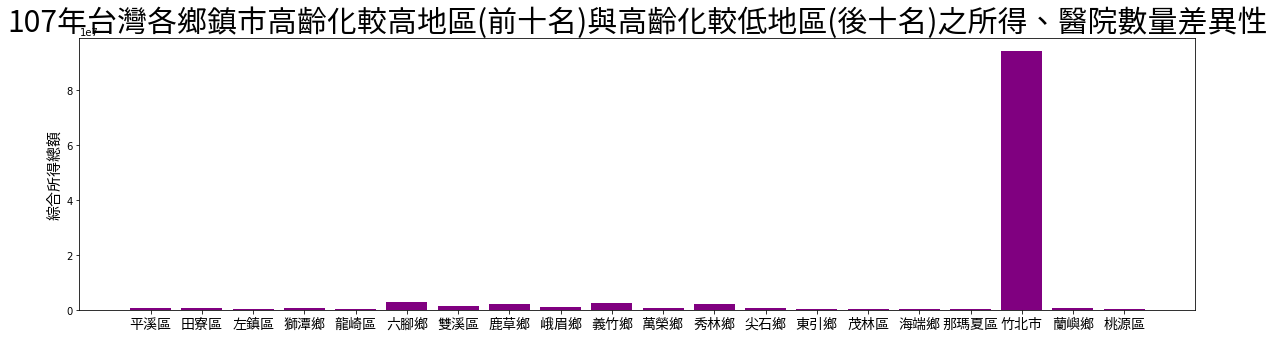 107年台灣各鄉鎮市高齡化較高地區(前十名)與高齡化較低地區(後十名)之所得、醫院數量差異性
1e7
綜合所得總額
8
6
4
2
0
平溪區 田寮區 左鎮區 獅潭鄉 龍崎區 六腳鄉 雙溪區 鹿草鄉 峨眉鄉 義竹鄉 萬榮鄉 秀林鄉 尖石鄉 東引鄉 茂林區 海端鄉 那瑪夏區 竹北市 蘭嶼鄉 桃源區